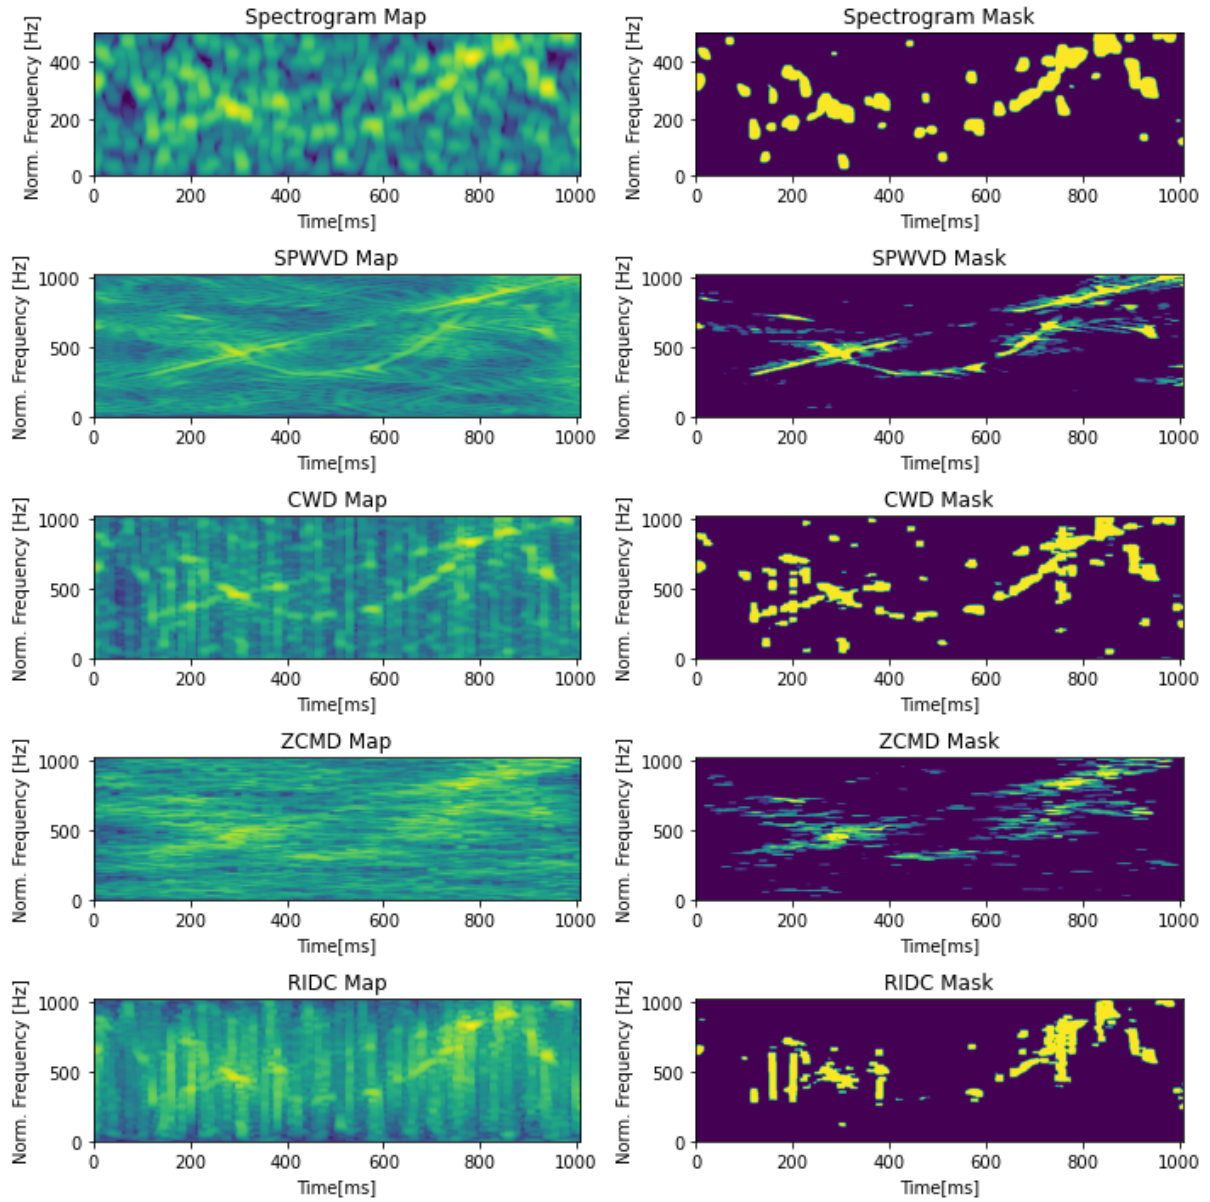 Spectrogram Map
Norm. Frequency [Hz]
400
200
0
0 200 400 600 800 1000
Time[ms]
Spectrogram Mask
Norm. Frequency [Hz]
400
200
0
0 200 400 600 800 1000
Time[ms]
SPWVD Map
Norm. Frequency [Hz]
1000
500
0
0 200 400 600 800 1000
Time[ms]
SPWVD Mask
Norm. Frequency [Hz]
1000
500
0
0 200 400 600 800 1000
Time[ms]
CWD Map
Norm. Frequency [Hz]
1000
500
0
0 200 400 600 800 1000
Time[ms]
CWD Mask
Norm. Frequency [Hz]
1000
500
0
0 200 400 600 800 1000
Time[ms]
ZCMD Map
Norm. Frequency [Hz]
1000
500
0
0 200 400 600 800 1000
Time[ms]
ZCMD Mask
Norm. Frequency [Hz]
1000
500
0
0 200 400 600 800 1000
Time[ms]
RIDC Map
Norm. Frequency [Hz]
1000
500
0
0 200 400 600 800 1000
Time[ms]
RIDC Mask
Norm. Frequency [Hz]
1000
500
0
0 200 400 600 800 1000
Time[ms]